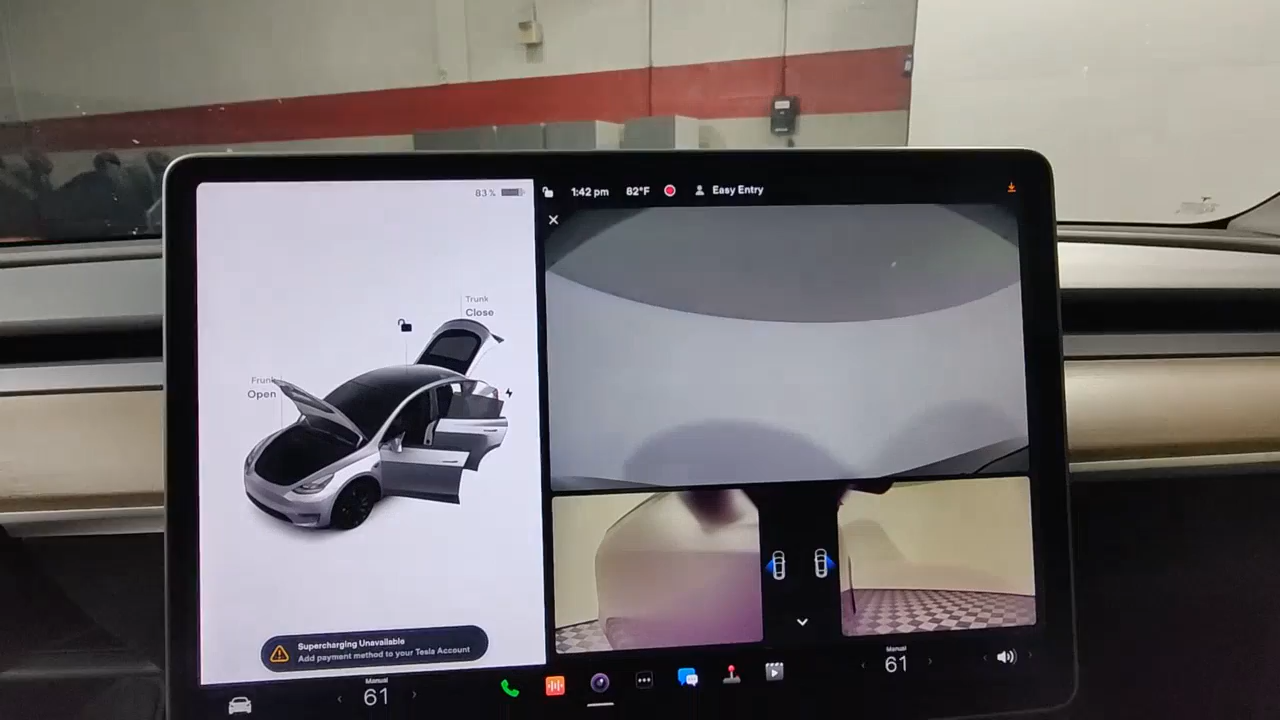 83 %
1:42 pm
82°F
Easy Entry
Trunk
Close
Frunk
Open
Supercharging Unavailable
Add payment method to your Tesla Account
Manual
61
Manual
61